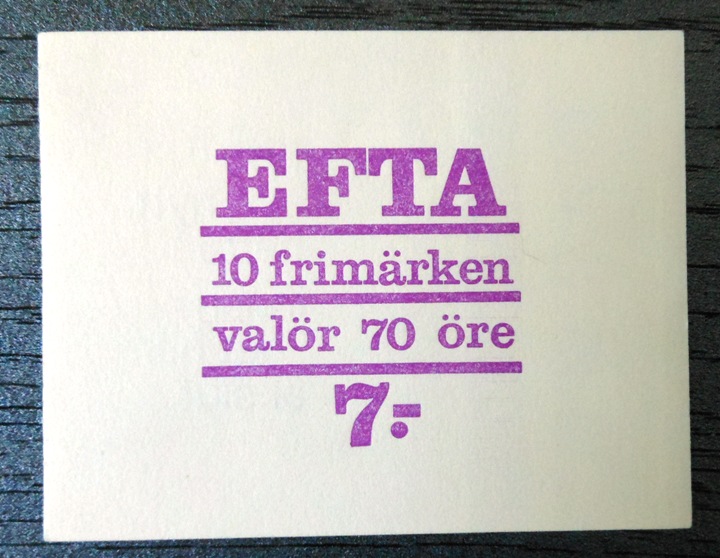 EFTA
10 frimärken
valör 70 öre
7.-